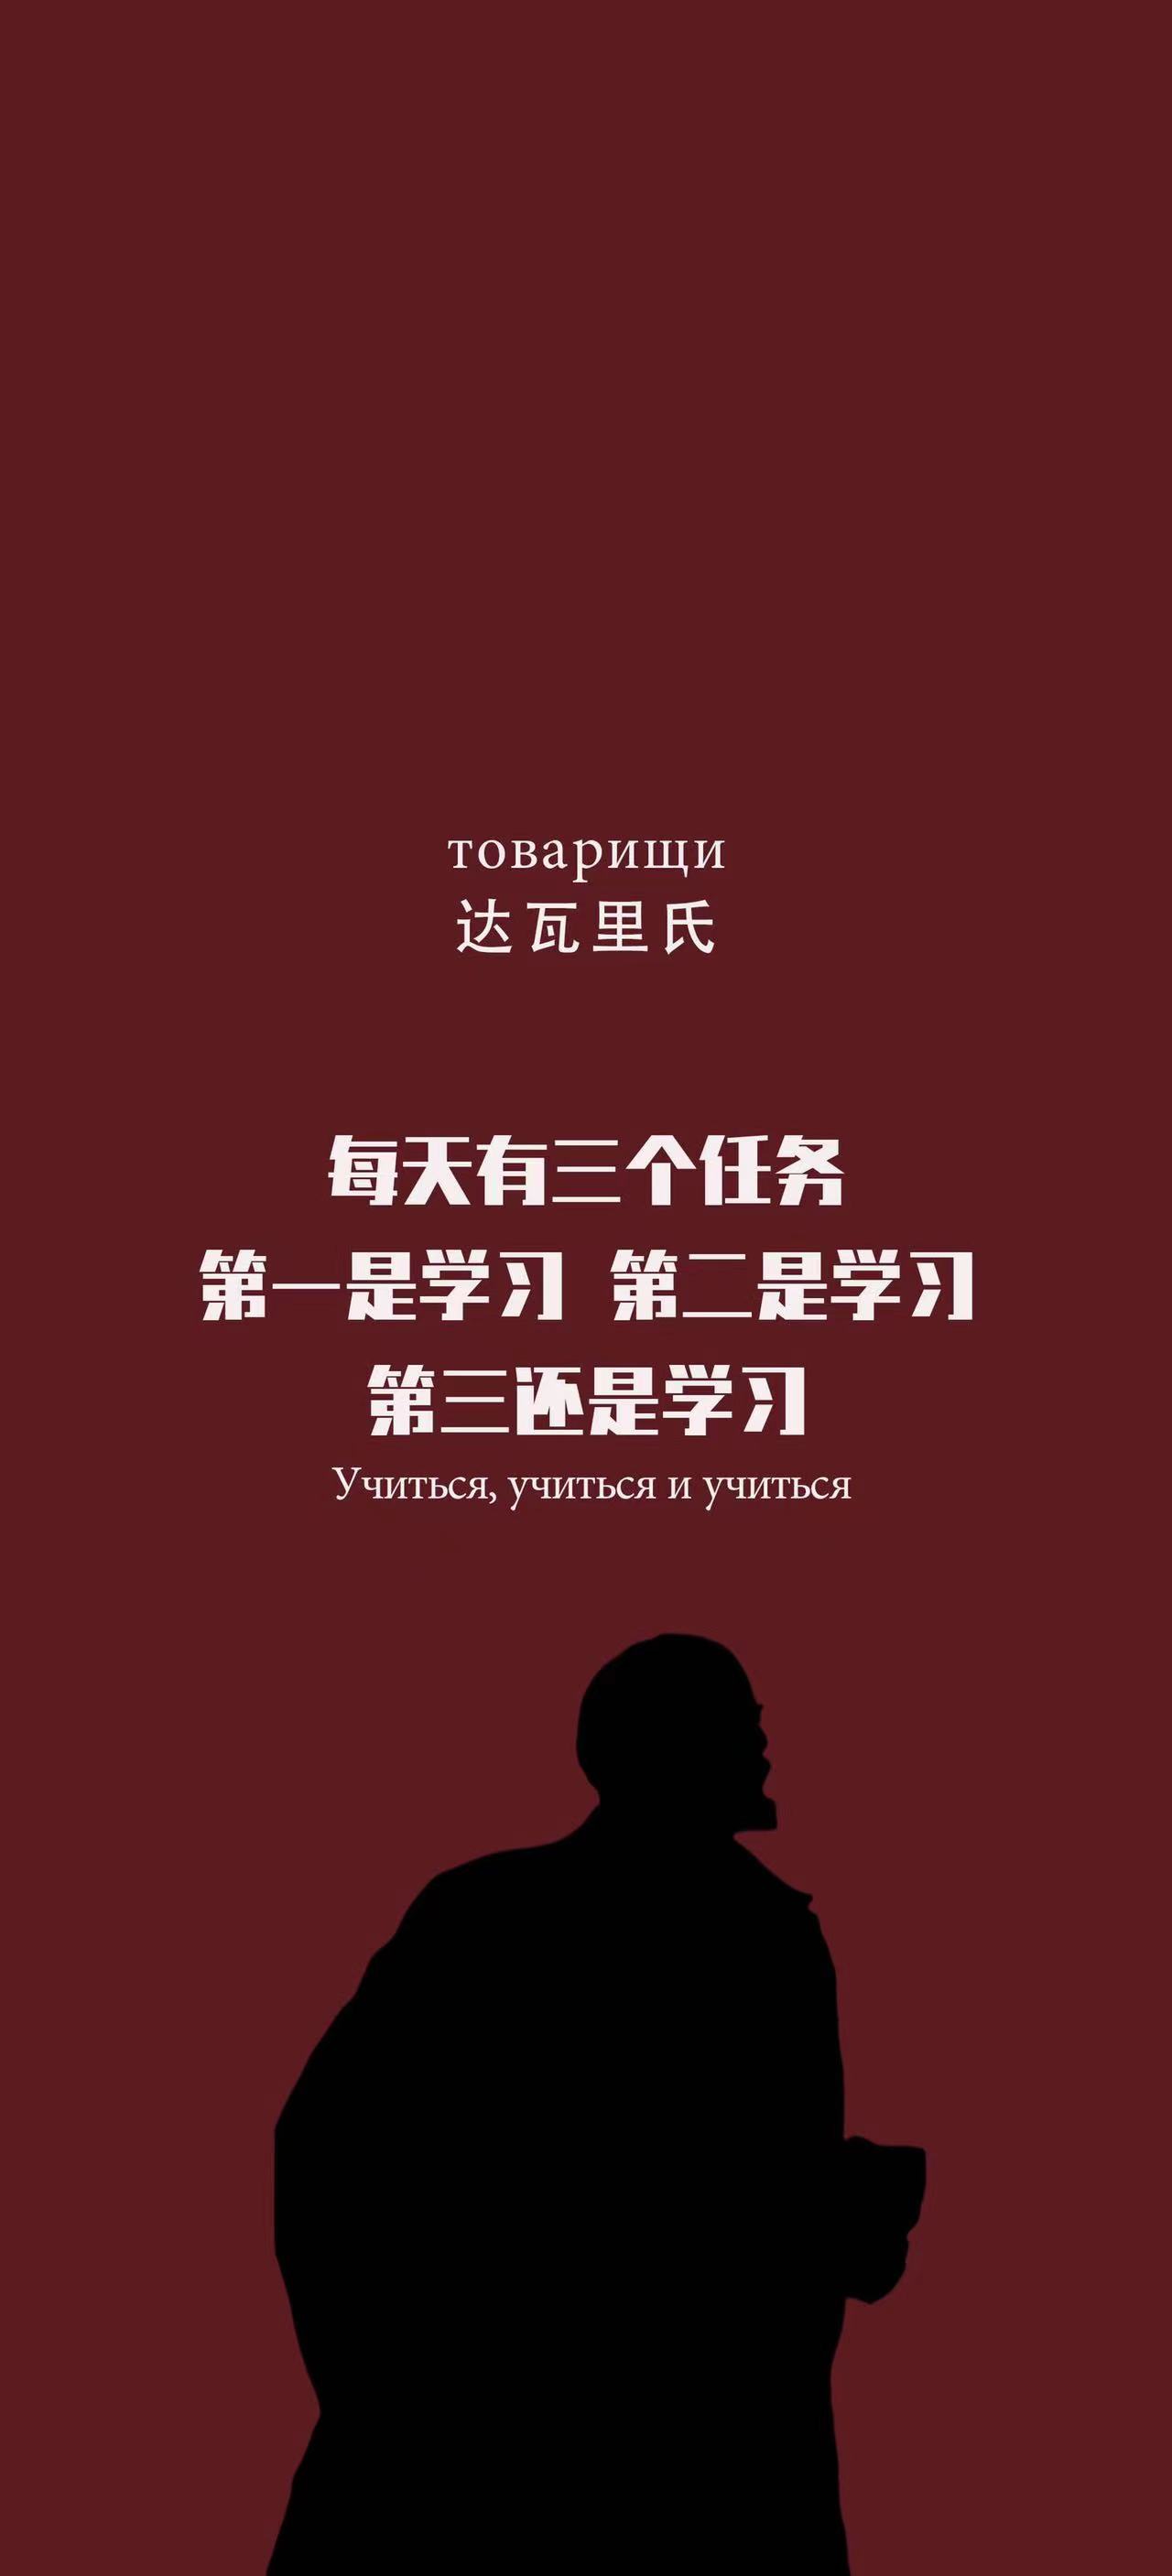 товарищи
达瓦里氏
每天有三个任务
第一是学习 第二是学习
第三还是学习
Учиться, учиться и учиться